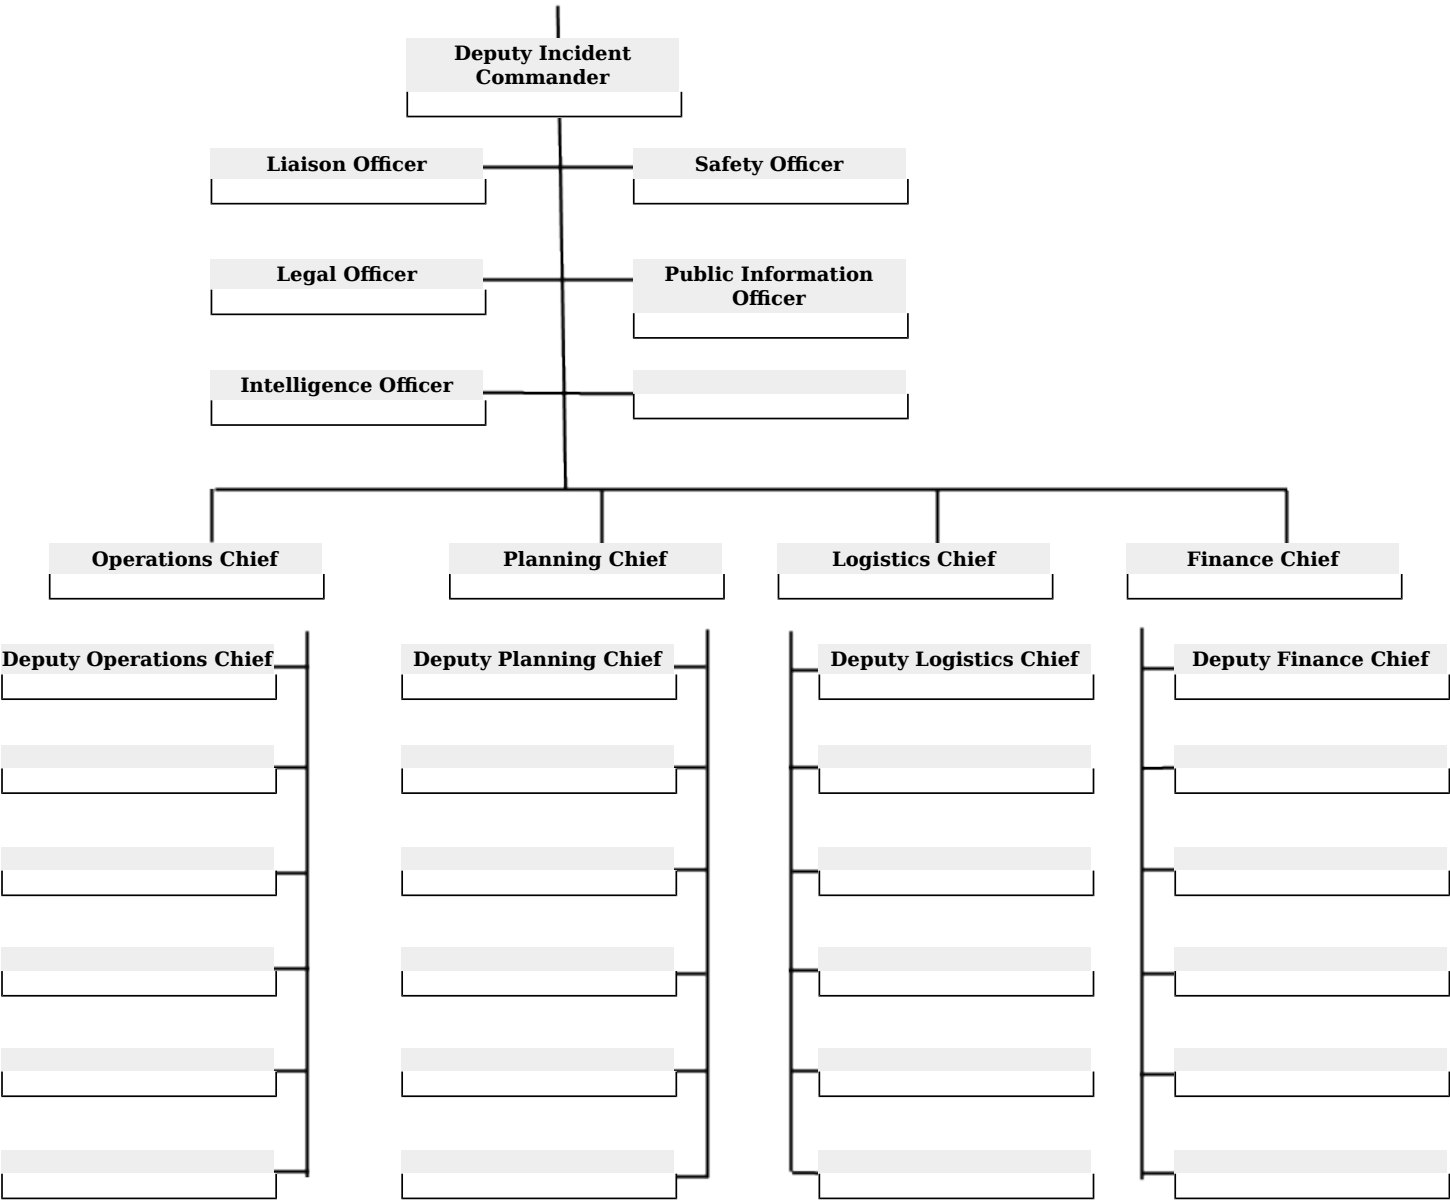 Deputy Incident
Commander
Liaison Officer
Safety Officer
Legal Officer
Public Information
Officer
Intelligence Officer
Operations Chief
Planning Chief
Logistics Chief
Finance Chief
Deputy Operations Chief
Deputy Planning Chief
Deputy Logistics Chief
Deputy Finance Chief